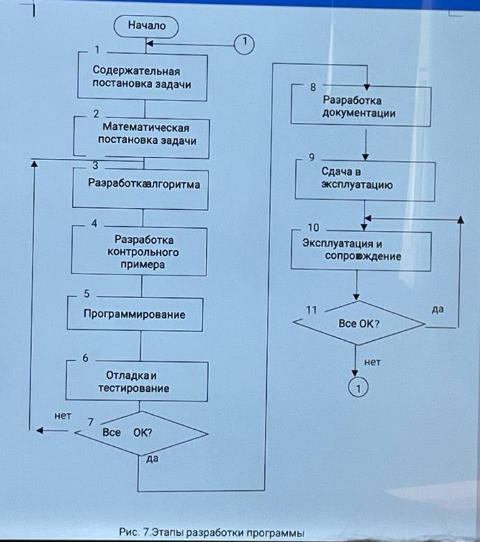 Начало
1
1
Содержательная
постановка задачи
2
Математическая
постановка задачи
3
Разработкаалгоритма
4
Разработка
контрольного
примера
5
Программирование
6
Отладка и
тестирование
нет
7
Все ОК?
да
8
Разработка
документации
9
Сдача в
эксплуатацию
10
Эксплуатация и
сопровождение
11
Все ОК?
да
нет
1
Рис. 7.Этапы разработки программы